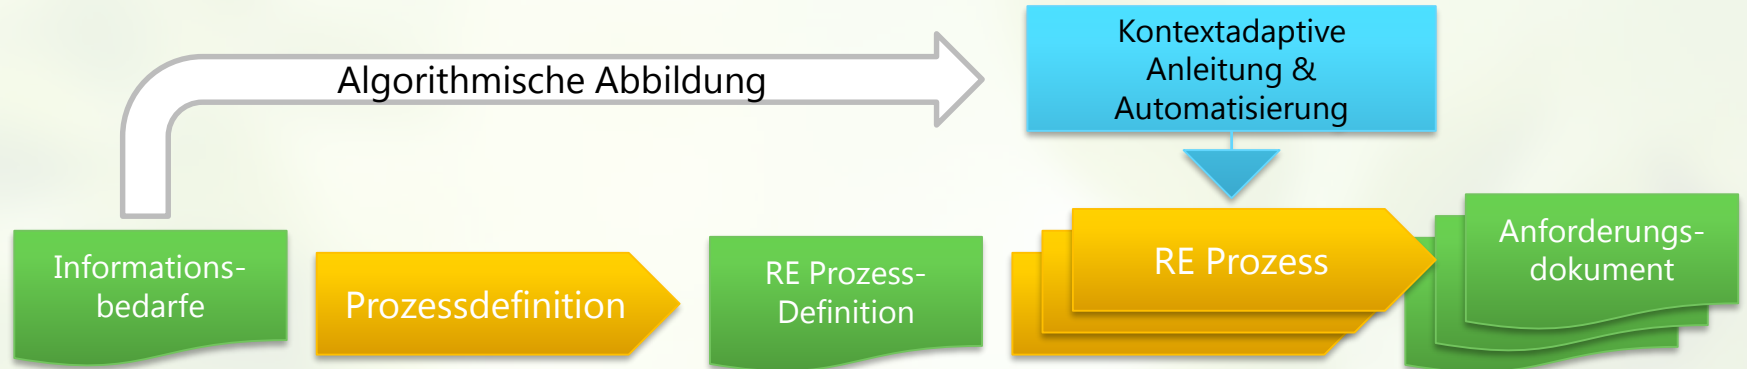 Algorithmische Abbildung
Kontextadaptive
Anleitung &
Automatisierung
Informations-
bedarfe
Prozessdefinition
RE Prozess-
Definition
RE Prozess
Anforderungs-
dokument